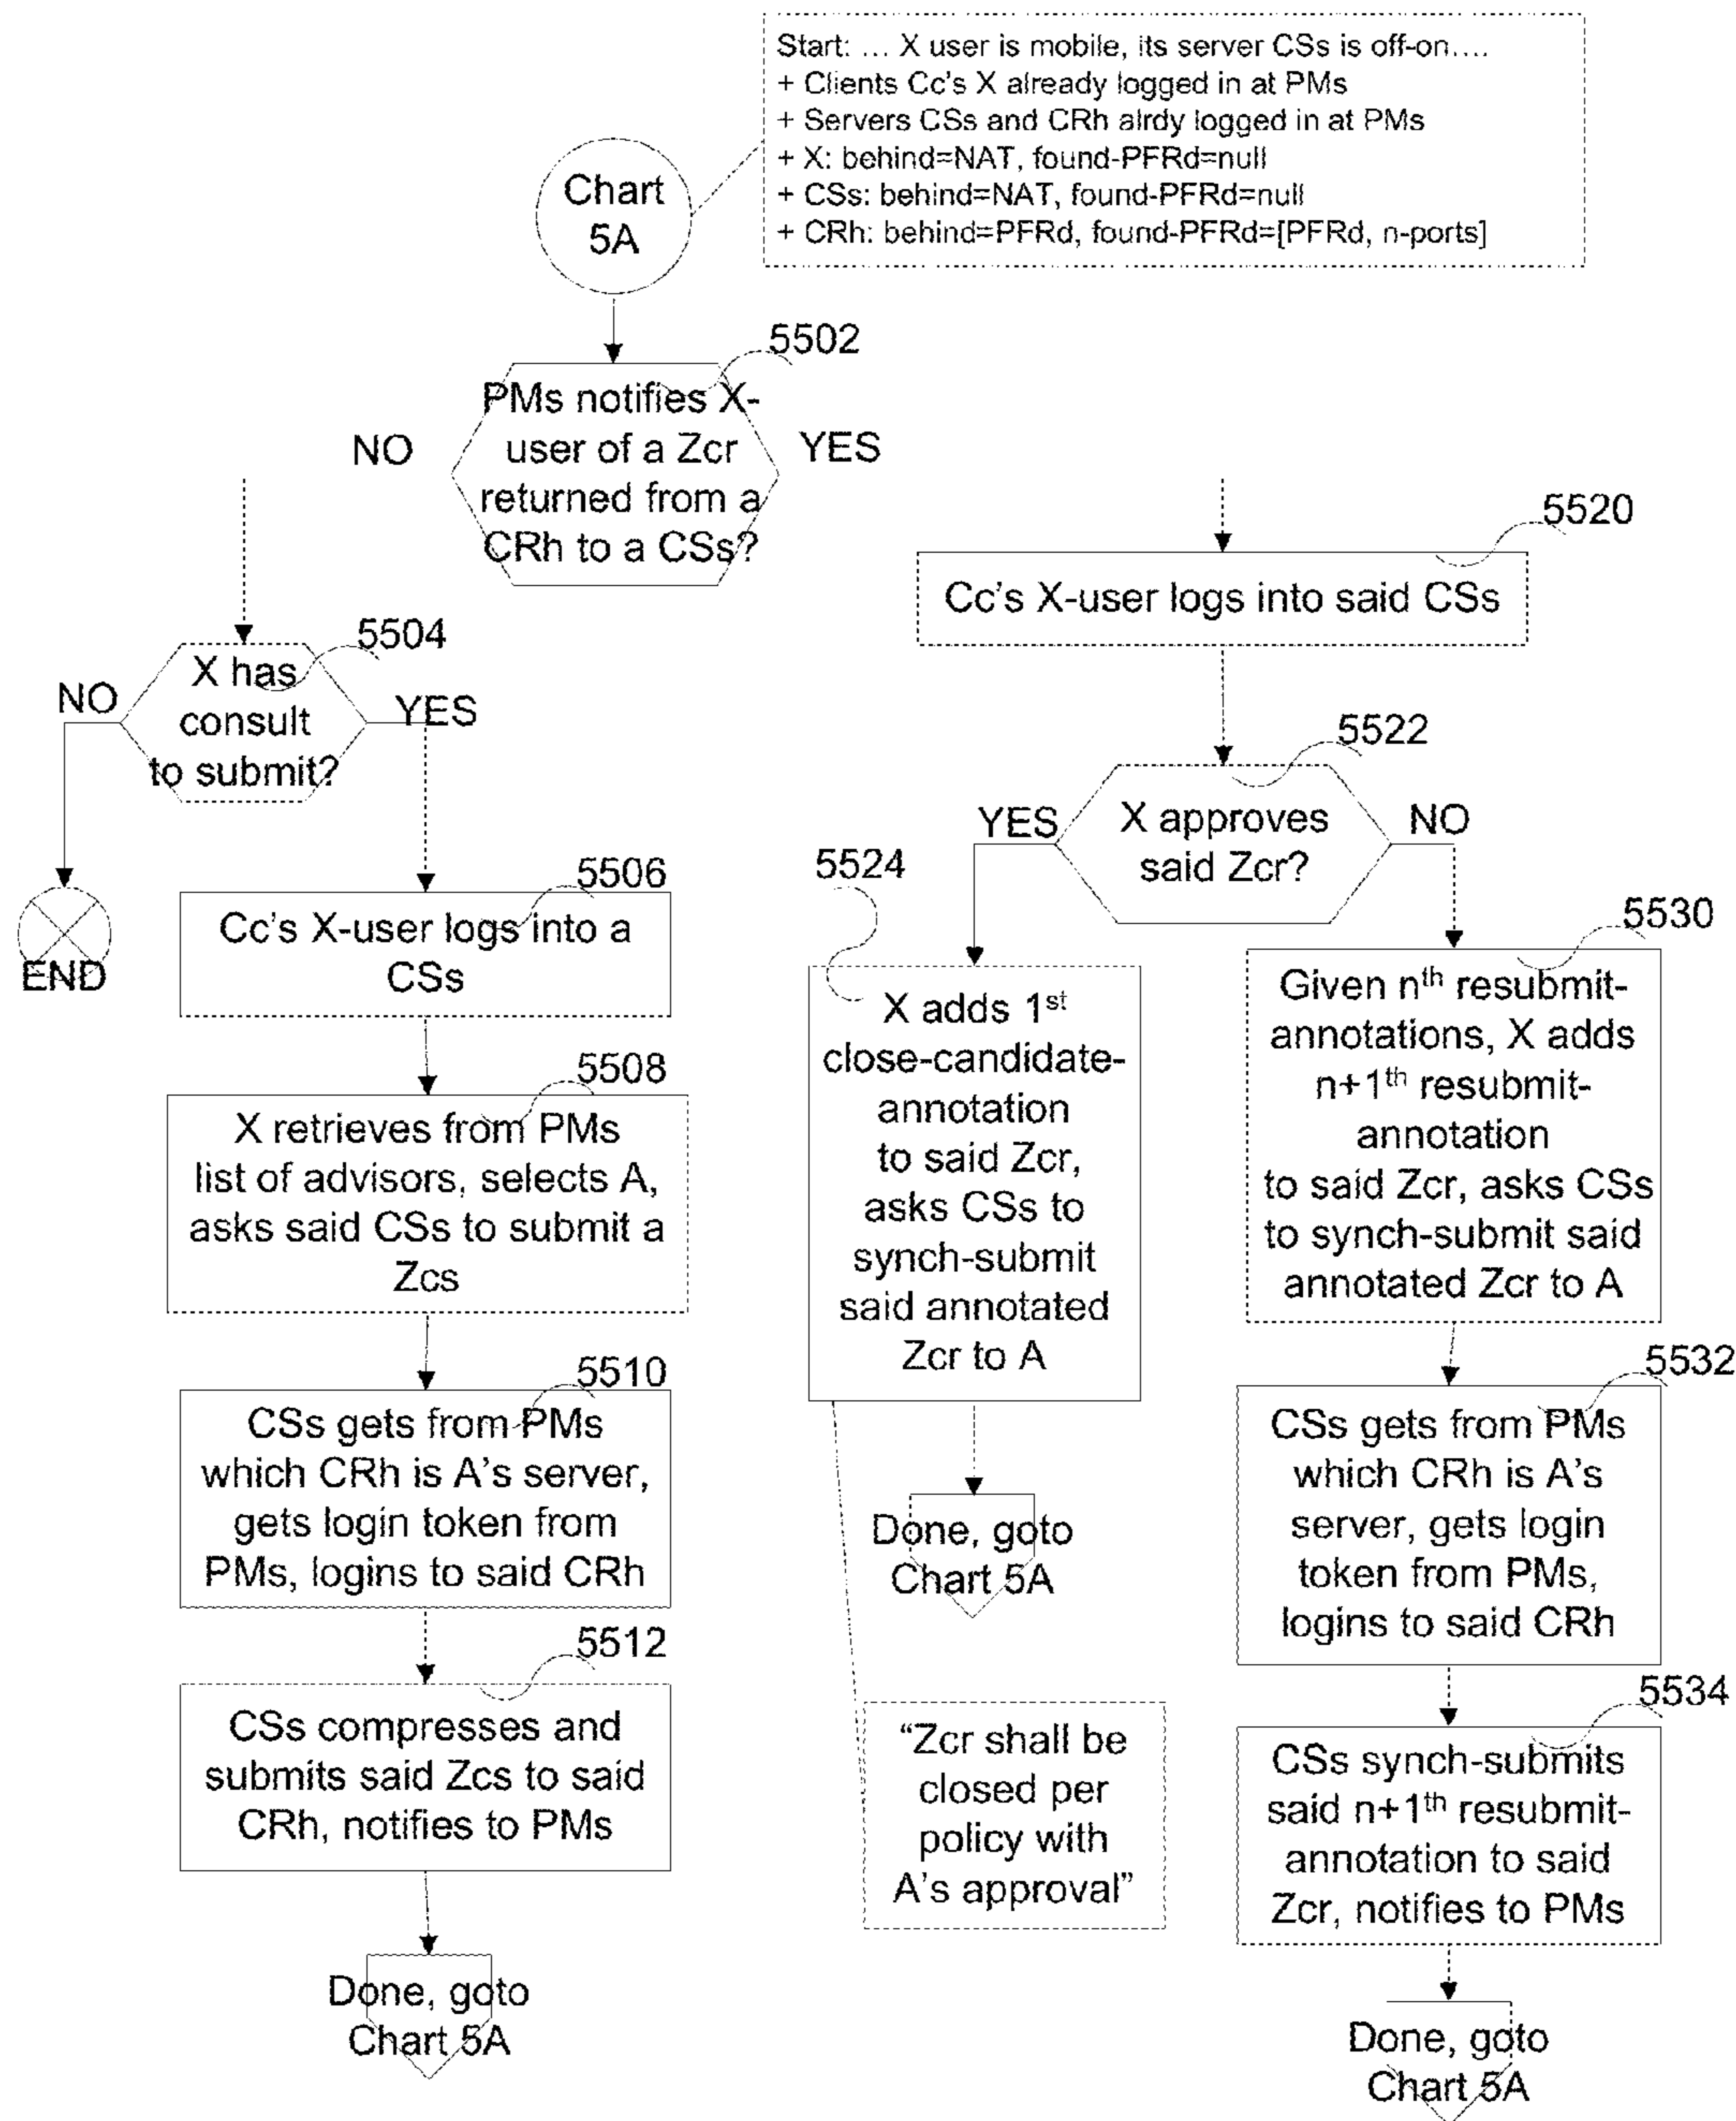 Start: ... X user is mobile, its server CSs is off-on....
+ Clients Cc's X already logged in at PMs
+ Servers CSs and CRh alrdy logged in at PMs
+ X: behind=NAT, found-PFRd=null
+ CSs: behind=NAT, found-PFRd=null
+ CRh: behind=PFRd, found-PFRd=[PFRd, n-ports]
Chart
5A
5502
PMs notifies X-
user of a Zcr
returned from a
CRh to a CSs?
NO
YES
5504
X has
consult
to submit?
NO
YES
END
5506
Cc's X-user logs into a
CSs
5508
X retrieves from PMs
list of advisors, selects A,
asks said CSs to submit a
Zcs
5510
CSs gets from PMs
which CRh is A's server,
gets login token from
PMs, logins to said CRh
5512
CSs compresses and
submits said Zcs to said
CRh, notifies to PMs
Done, goto
Chart 5A
5520
Cc's X-user logs into said CSs
5522
X approves
said Zcr?
YES
NO
5524
X adds 1st
close-candidate-
annotation
to said Zcr,
asks CSs to
synch-submit
said annotated
Zcr to A
Done, goto
Chart 5A
"Zcr shall be
closed per
policy with
A's approval"
5530
Given nth resubmit-
annotations, X adds
n+1th resubmit-
annotation
to said Zcr, asks CSs
to synch-submit said
annotated Zcr to A
5532
CSs gets from PMs
which CRh is A's
server, gets login
token from PMs,
logins to said CRh
5534
CSs synch-submits
said n+1th resubmit-
annotation to said
Zcr, notifies to PMs
Done, goto
Chart 5A